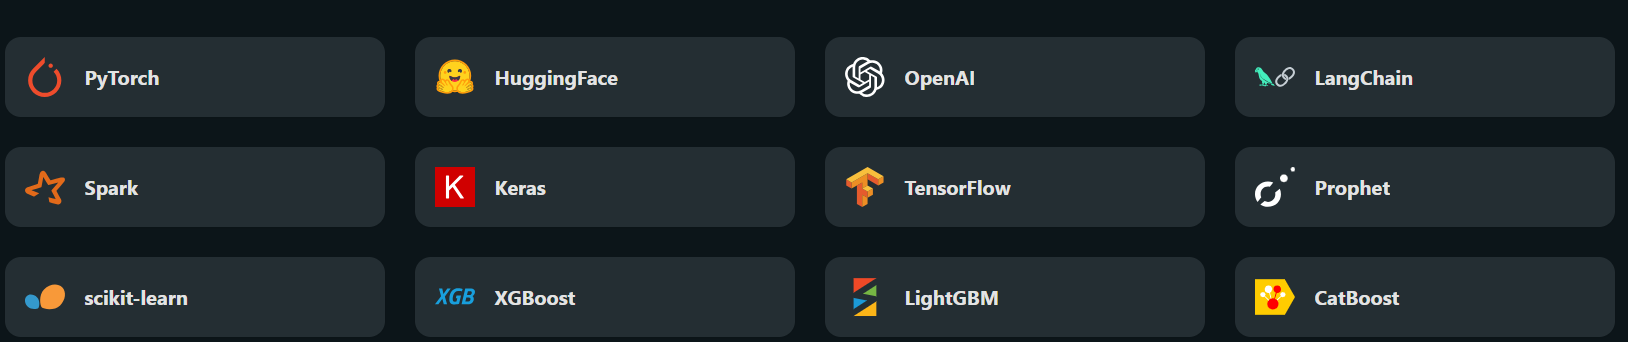 PyTorch
HuggingFace
OpenAI
LangChain
Spark
K
Keras
TensorFlow
Prophet
scikit-learn
XGB
XGBoost
LightGBM
CatBoost